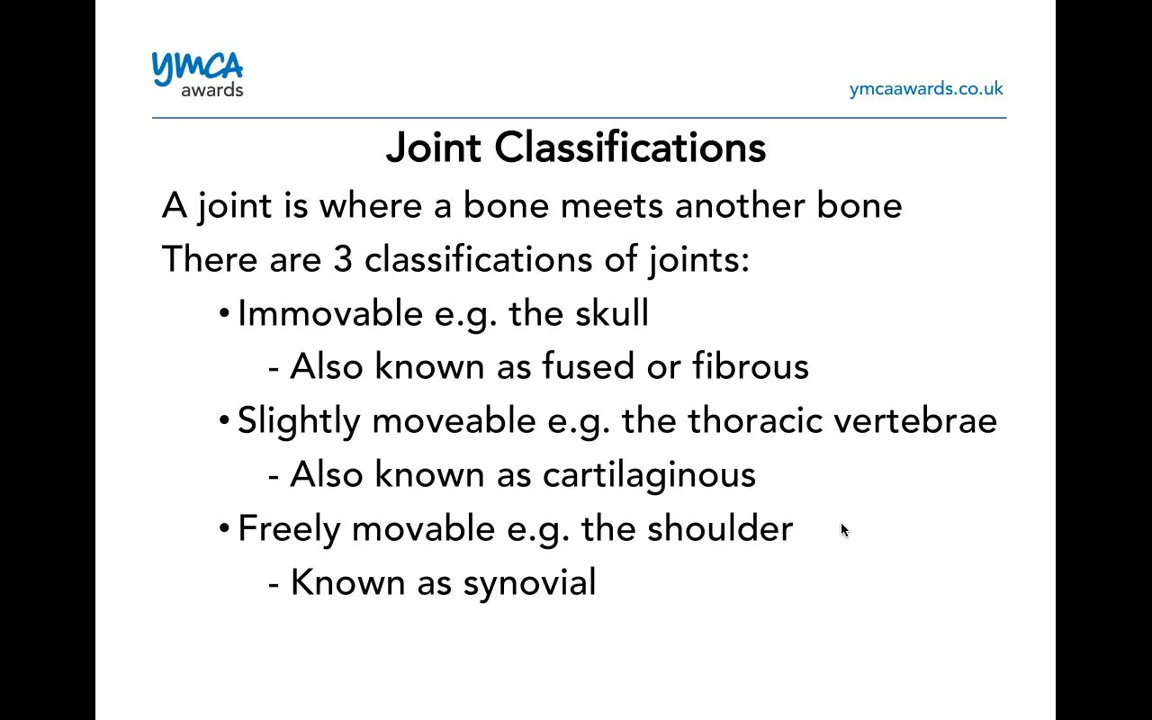 ymca
awards
ymcaawards.co.uk
Joint Classifications
A joint is where a bone meets another bone
There are 3 classifications of joints:
• Immovable e.g. the skull
- Also known as fused or fibrous
• Slightly moveable e.g. the thoracic vertebrae
- Also known as cartilaginous
• Freely movable e.g. the shoulder
- Known as synovial